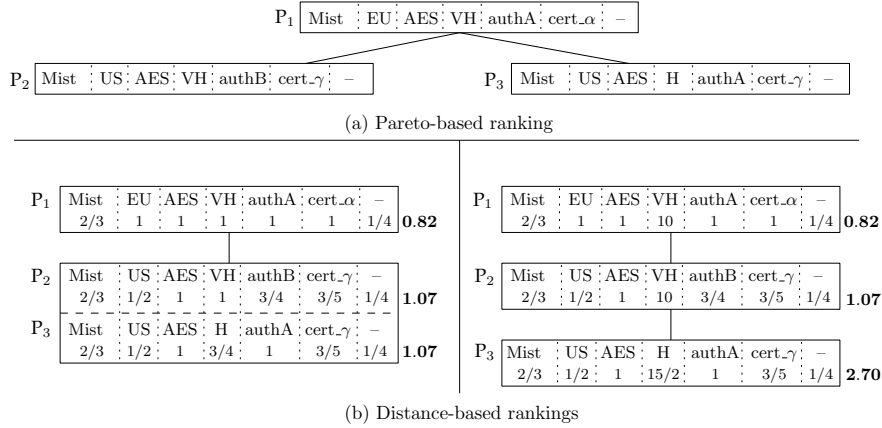 P1 Mist EU AES VH authA cert_α –
P2 Mist US AES VH authB cert_γ –
P3 Mist US AES H authA cert_γ –
(a) Pareto-based ranking
P1 Mist EU AES VH authA cert_α –
2/3 1 1 1 1 1 1/4 0.82
P2 Mist US AES VH authB cert_γ –
2/3 1/2 1 1 3/4 3/5 1/4 1.07
P3 Mist US AES H authA cert_γ –
2/3 1/2 1 3/4 1 3/5 1/4 1.07
P1 Mist EU AES VH authA cert_α –
2/3 1 1 10 1 1 1/4 0.82
P2 Mist US AES VH authB cert_γ –
2/3 1/2 1 10 3/4 3/5 1/4 1.07
P3 Mist US AES H authA cert_γ –
2/3 1/2 1 15/2 1 3/5 1/4 2.70
(b) Distance-based rankings